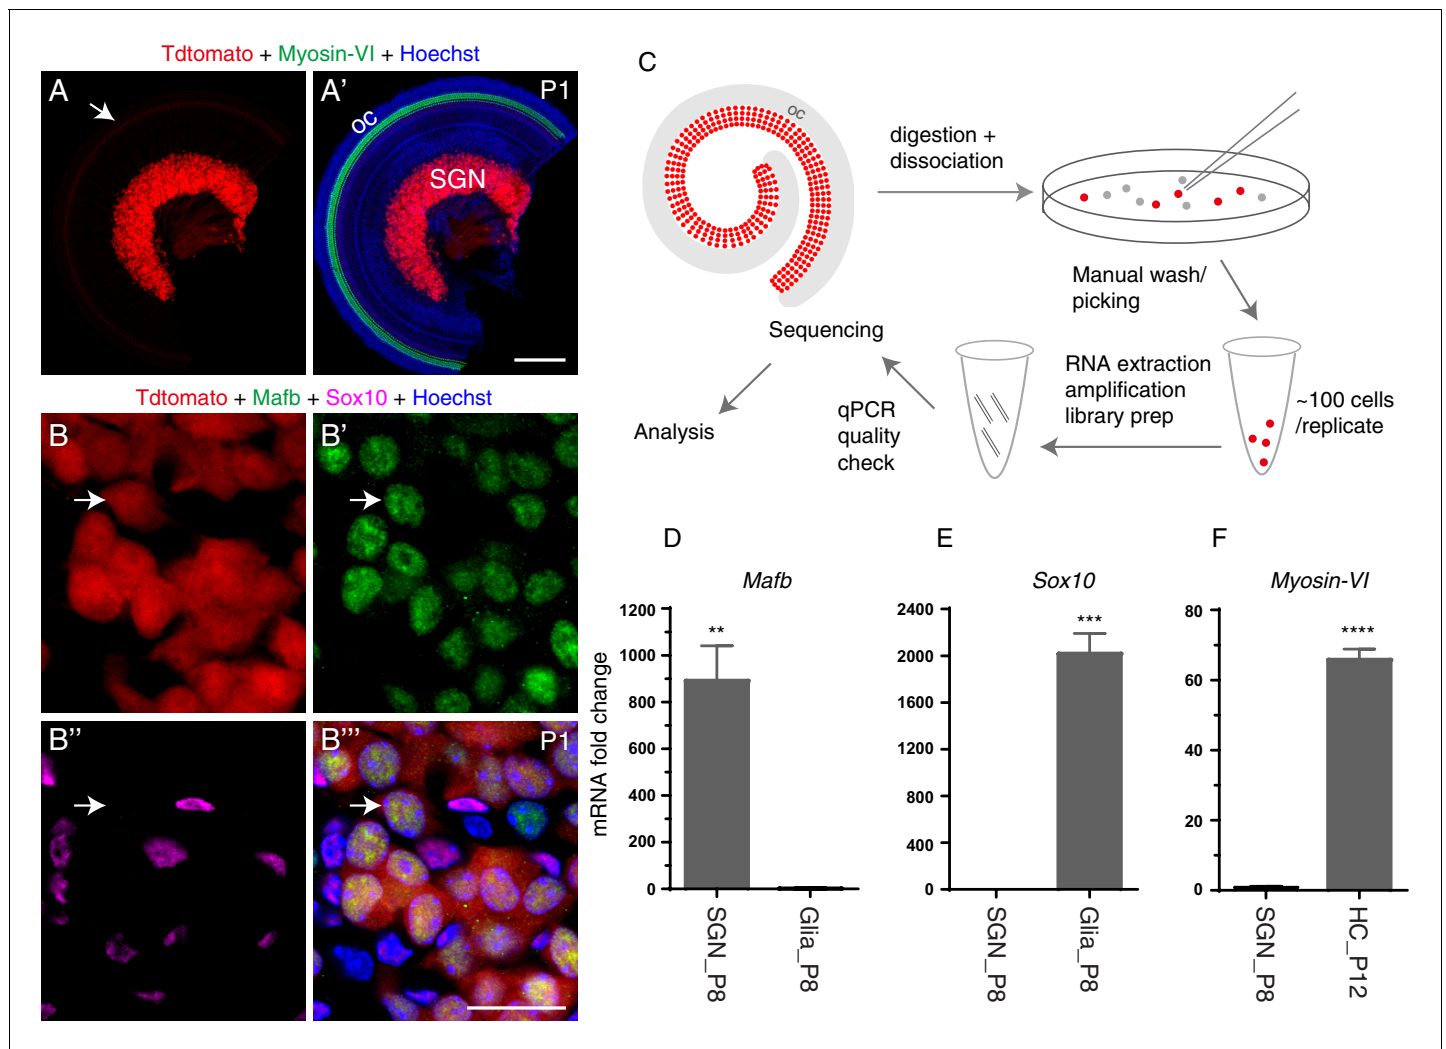 Tdtomato + Myosin-VI + Hoechst
A
A'
P1
OC
SGN
Tdtomato + Mafb + Sox10 + Hoechst
B
B'
B''
B'''
P1
C
OC
digestion +
dissociation
Manual wash/
picking
~100 cells
/replicate
RNA extraction
amplification
library prep
qPCR
quality
check
Sequencing
Analysis
D
Mafb
mRNA fold change
1200
1000
800
600
400
200
0
**
SGN_P8
Glia_P8
E
Sox10
2400
2000
1600
1200
800
400
0
***
SGN_P8
Glia_P8
F
Myosin-VI
80
60
40
20
0
****
SGN_P8
HC_P12